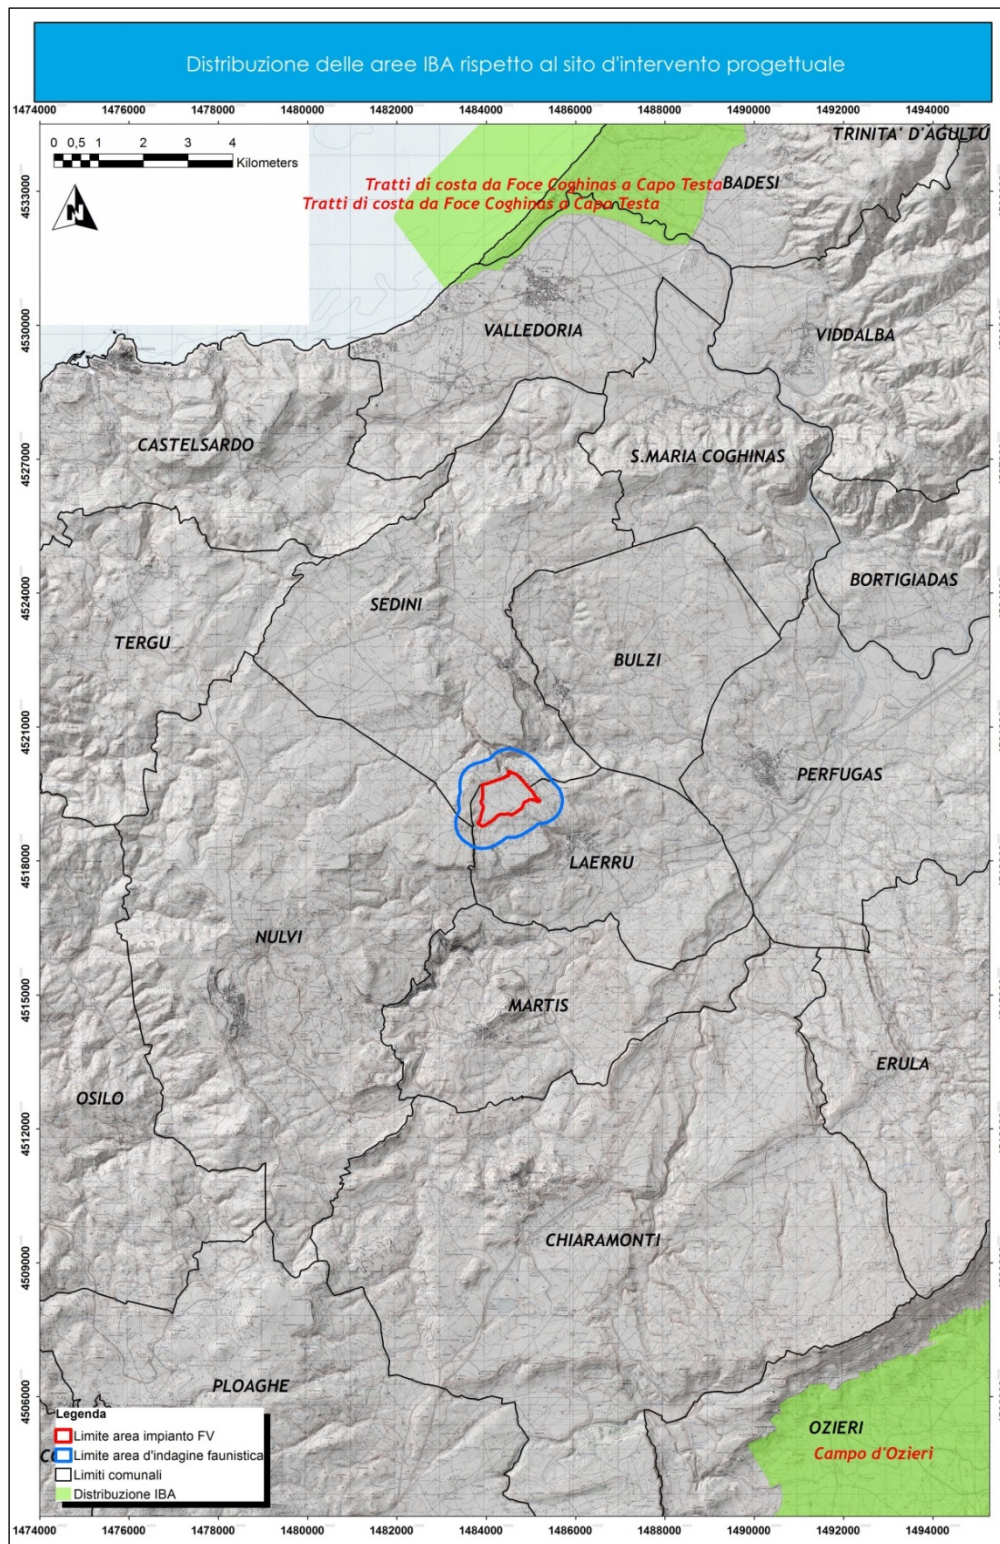 Distribuzione delle aree IBA rispetto al sito d'intervento progettuale
1474000 1476000 1478000 1480000 1482000 1484000 1486000 1488000 1490000 1492000 1494000
0 0,5 1 2 3 4
Kilometers
N
TRINITA' D'AGULTU
Tratti di costa da Foce Coghinas a Capo Testa
BADESI
Tratti di costa da Foce Coghinas a Capo Testa
4533000
4530000
VALLEDORIA
VIDDALBA
CASTELSARDO
S.MARIA COGHINAS
4527000
BORTIGIADAS
4524000
SEDINI
TERGU
BULZI
4521000
PERFUGAS
4518000
LAERRU
NULVI
4515000
MARTIS
ERULA
OSILO
4512000
CHIARAMONTI
4509000
PLOAGHE
4506000
OZIERI
Campo d'Ozieri
Legenda
Limite area impianto FV
Limite area d'indagine faunistica
Limiti comunali
Distribuzione IBA
1474000 1476000 1478000 1480000 1482000 1484000 1486000 1488000 1490000 1492000 1494000